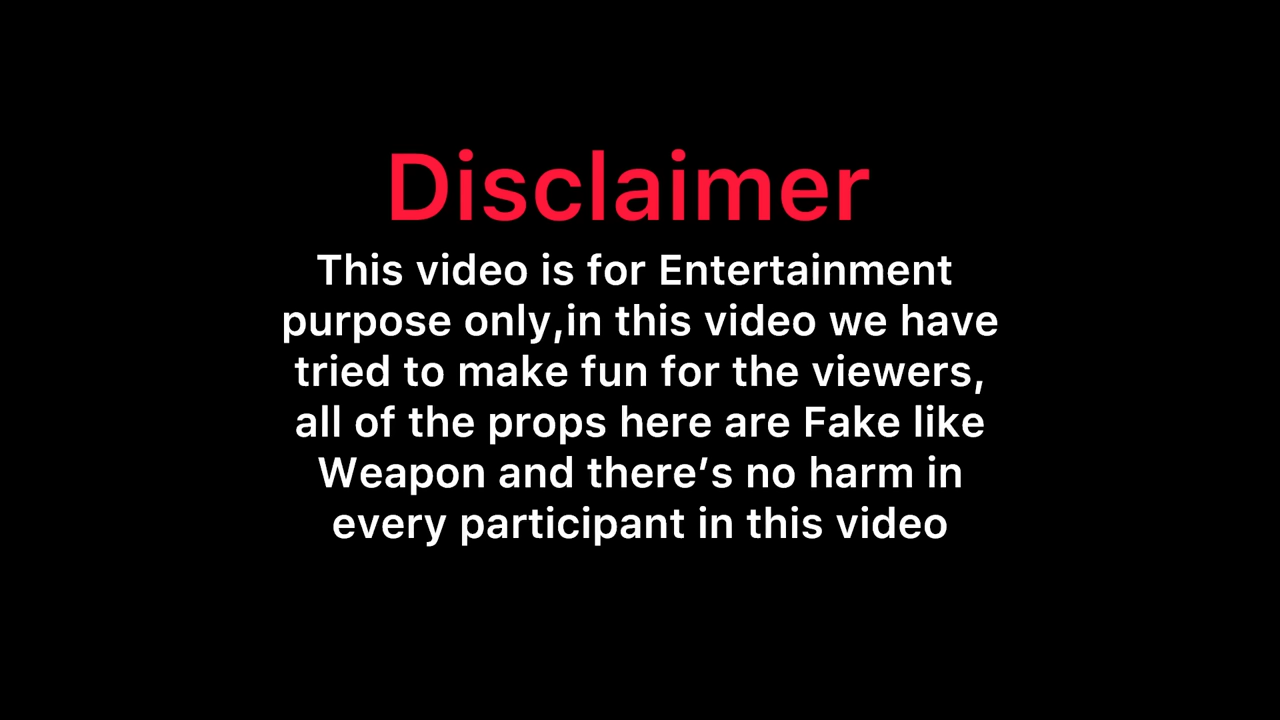 Disclaimer
This video is for Entertainment
purpose only,in this video we have
tried to make fun for the viewers,
all of the props here are Fake like
Weapon and there’s no harm in
every participant in this video